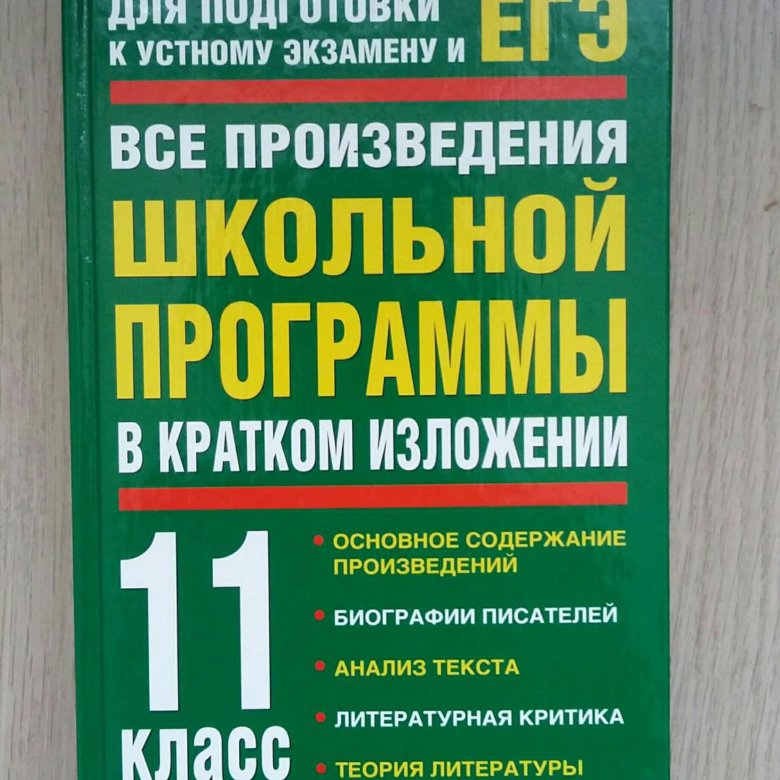 ДЛЯ ПОДГОТОВКИ
К УСТНОМУ ЭКЗАМЕНУ И ЕГЭ
ВСЕ ПРОИЗВЕДЕНИЯ
ШКОЛЬНОЙ
ПРОГРАММЫ
В КРАТКОМ ИЗЛОЖЕНИИ
11
класс
• ОСНОВНОЕ СОДЕРЖАНИЕ
ПРОИЗВЕДЕНИЙ
• БИОГРАФИИ ПИСАТЕЛЕЙ
• АНАЛИЗ ТЕКСТА
• ЛИТЕРАТУРНАЯ КРИТИКА
• ТЕОРИЯ ЛИТЕРАТУРЫ